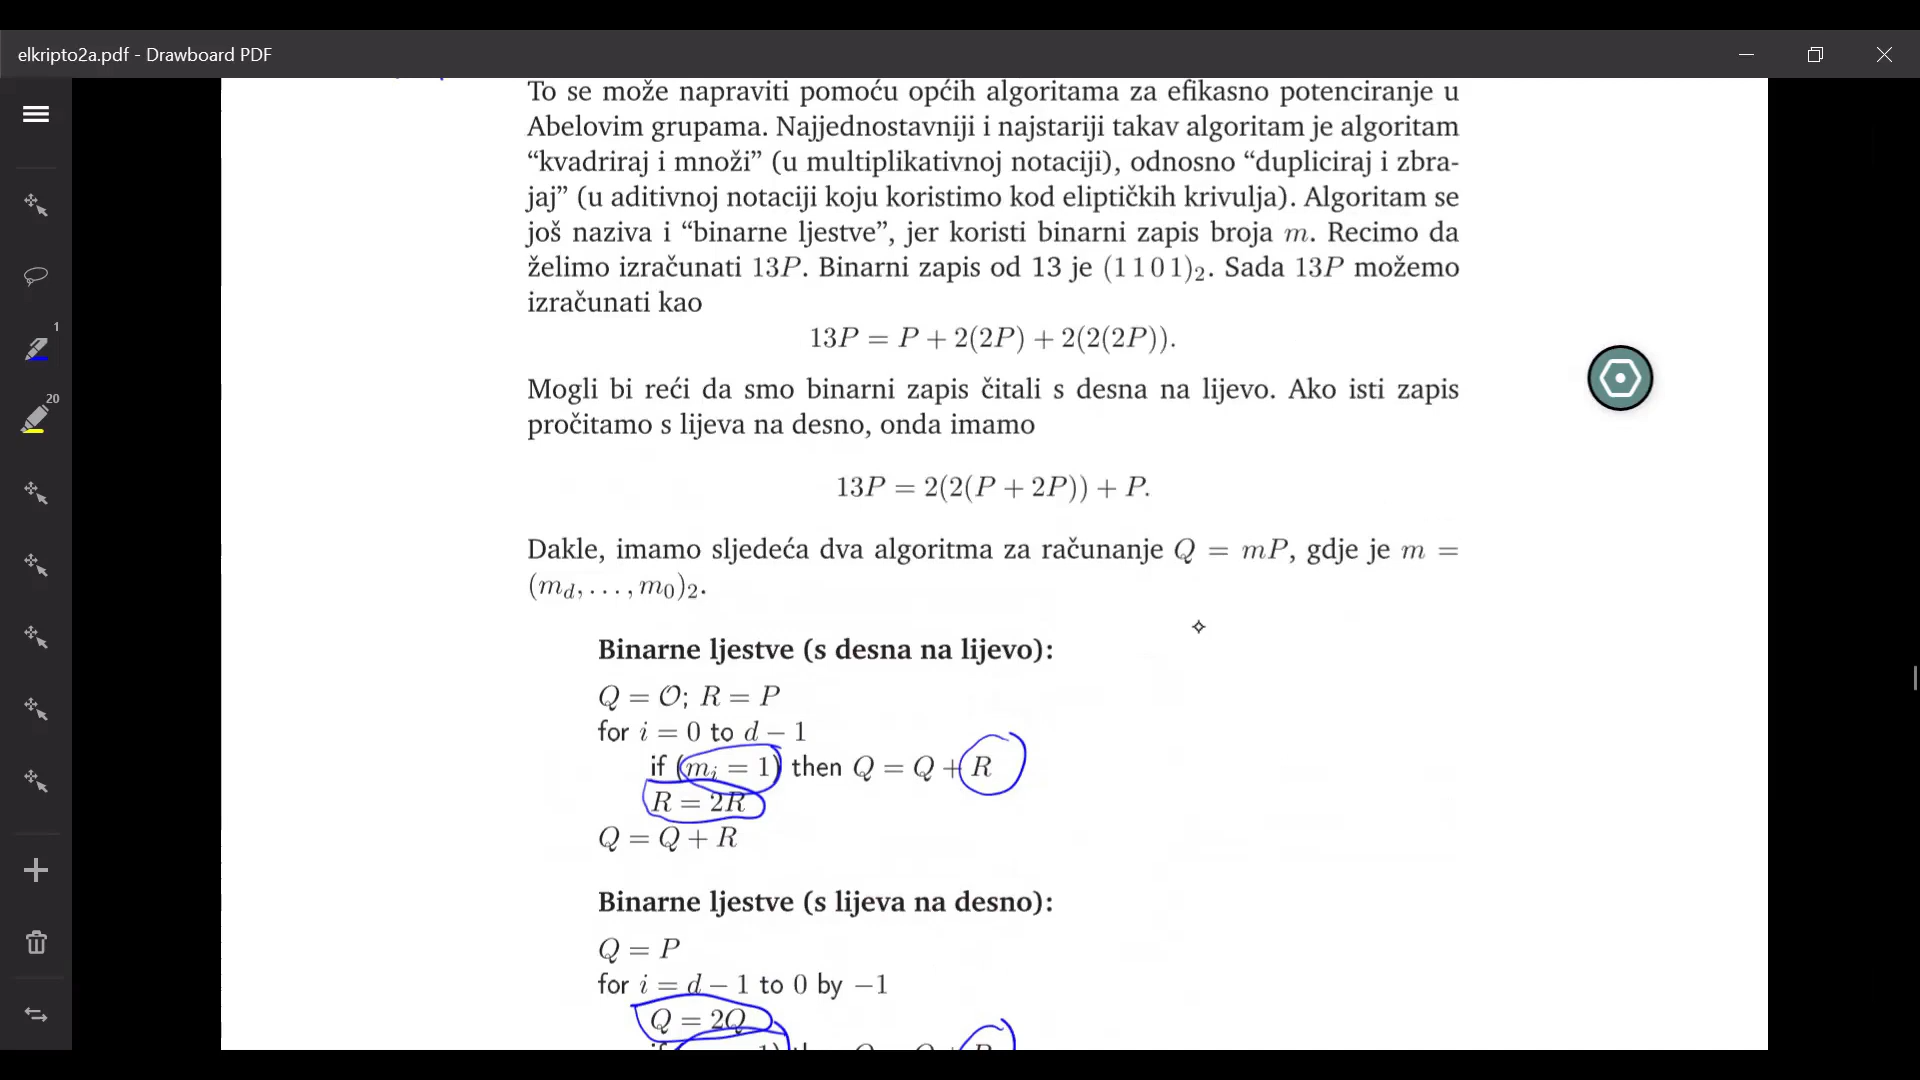 elkripto2a.pdf - Drawboard PDF
To se može napraviti pomoću općih algoritama za efikasno potenciranje u
Abelovim grupama. Najjednostavniji i najstariji takav algoritam je algoritam
“kvadriraj i množi” (u multiplikativnoj notaciji), odnosno “dupliciraj i zbra-
jaj” (u aditivnoj notaciji koju koristimo kod eliptičkih krivulja). Algoritam se
još naziva i “binarne ljestve”, jer koristi binarni zapis broja m. Recimo da
želimo izračunati 13P. Binarni zapis od 13 je (1 1 0 1)₂. Sada 13P možemo
izračunati kao
13P = P + 2(2P) + 2(2(2P)).
Mogli bi reći da smo binarni zapis čitali s desna na lijevo. Ako isti zapis
pročitamo s lijeva na desno, onda imamo
13P = 2(2(P + 2P)) + P.
Dakle, imamo sljedeća dva algoritma za računanje Q = mP, gdje je m =
(m_d, . . . , m₀)₂.
Binarne ljestve (s desna na lijevo):
Q = 𝒪; R = P
for i = 0 to d − 1
if (mᵢ = 1) then Q = Q + R
R = 2R
Q = Q + R
Binarne ljestve (s lijeva na desno):
Q = P
for i = d − 1 to 0 by −1
Q = 2Q
1
20